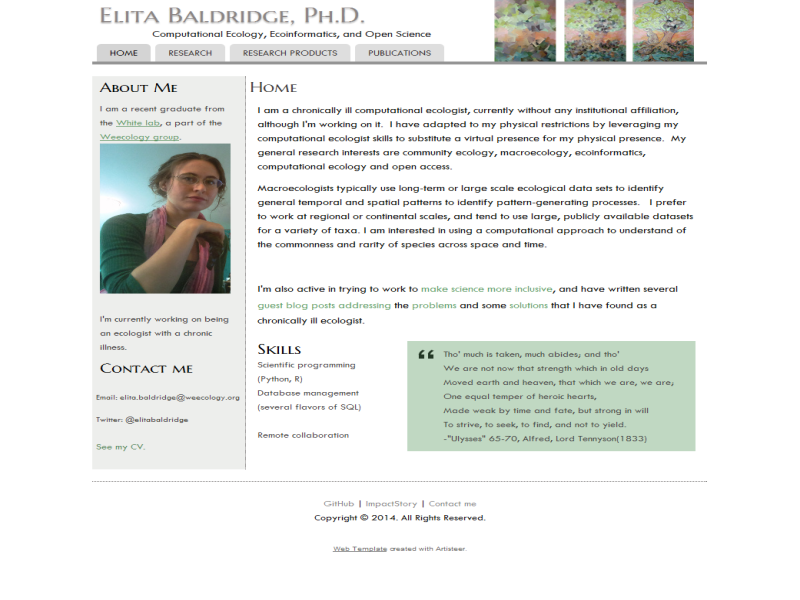 Elita Baldridge, Ph.D.
Computational Ecology, Ecoinformatics, and Open Science
HOME
RESEARCH
RESEARCH PRODUCTS
PUBLICATIONS
About Me
I am a recent graduate from
the White lab, a part of the
Weecology group.
I'm currently working on being
an ecologist with a chronic
illness.
Contact me
Email: elita.baldridge@weecology.org
Twitter: @elitabaldridge
See my CV.
Home
I am a chronically ill computational ecologist, currently without any institutional affiliation,
although I'm working on it. I have adapted to my physical restrictions by leveraging my
computational ecologist skills to substitute a virtual presence for my physical presence. My
general research interests are community ecology, macroecology, ecoinformatics,
computational ecology and open access.
Macroecologists typically use long-term or large scale ecological data sets to identify
general temporal and spatial patterns to identify pattern-generating processes. I prefer
to work at regional or continental scales, and tend to use large, publicly available datasets
for a variety of taxa. I am interested in using a computational approach to understand of
the commonness and rarity of species across space and time.
I'm also active in trying to work to make science more inclusive, and have written several
guest blog posts addressing the problems and some solutions that I have found as a
chronically ill ecologist.
Skills
Scientific programming
(Python, R)
Database management
(several flavors of SQL)
Remote collaboration
Tho' much is taken, much abides; and tho'
We are not now that strength which in old days
Moved earth and heaven, that which we are, we are;
One equal temper of heroic hearts,
Made weak by time and fate, but strong in will
To strive, to seek, to find, and not to yield.
-"Ulysses" 65-70, Alfred, Lord Tennyson(1833)
GitHub | ImpactStory | Contact me
Copyright © 2014. All Rights Reserved.
Web Template created with Artisteer.